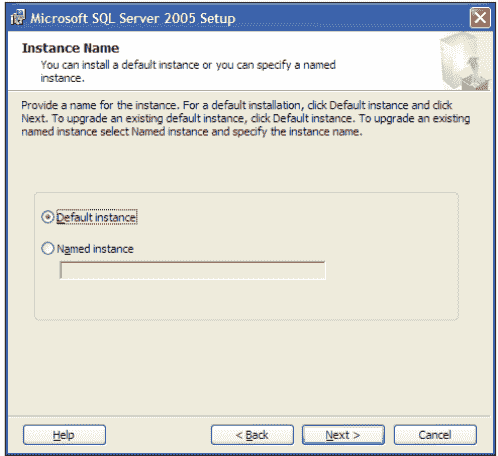 Microsoft SQL Server 2005 Setup
Instance Name
You can install a default instance or you can specify a named
instance.
Provide a name for the instance. For a default installation, click Default instance and click
Next. To upgrade an existing default instance, click Default instance. To upgrade an existing
named instance select Named instance and specify the instance name.
Default instance
Named instance
Help
< Back
Next >
Cancel